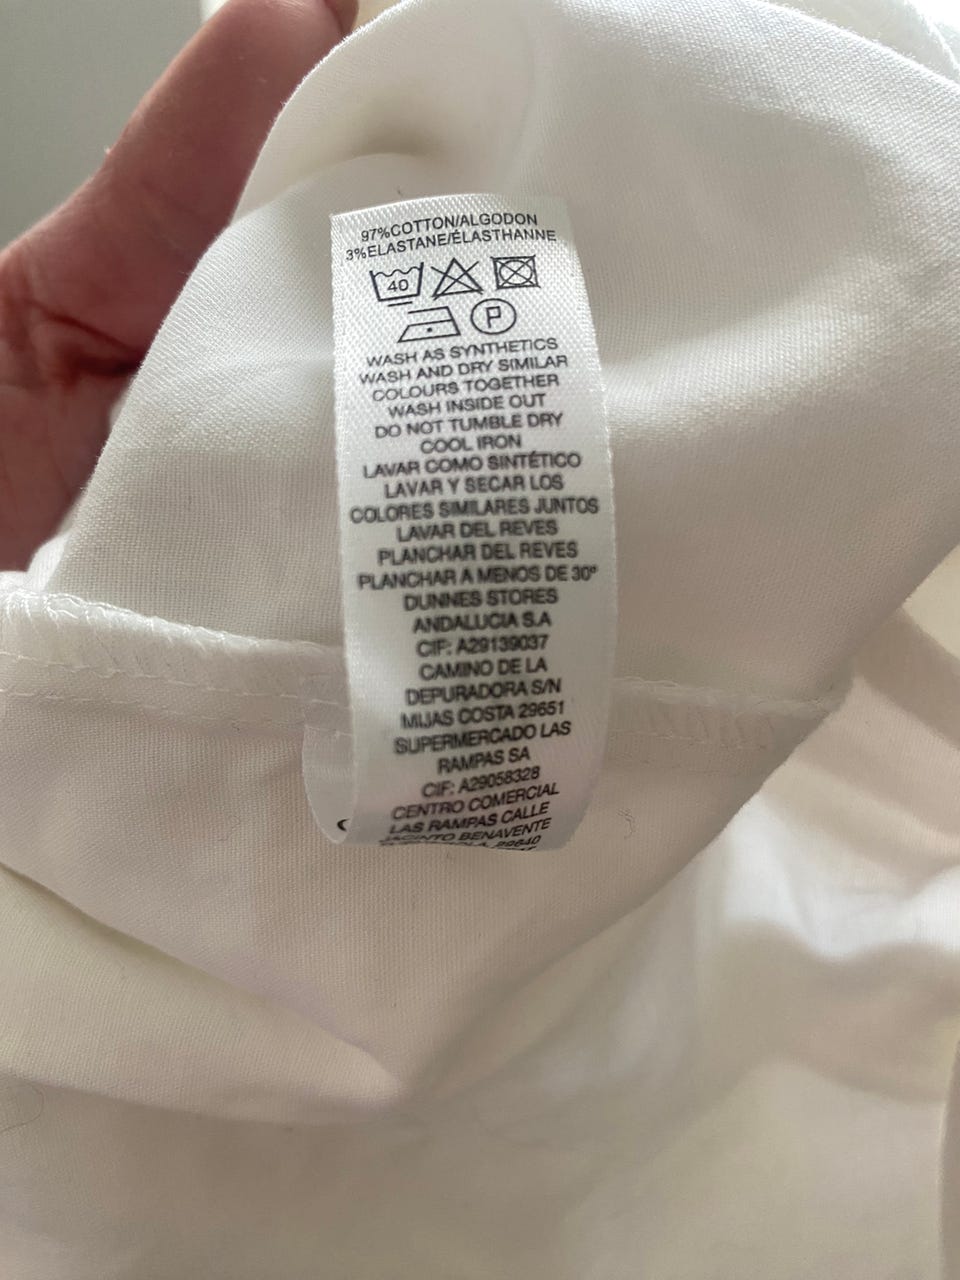 97%COTTON/ALGODON
3%ELASTANE/ÉLASTHANNE
40
P
WASH AS SYNTHETICS
WASH AND DRY SIMILAR
COLOURS TOGETHER
WASH INSIDE OUT
DO NOT TUMBLE DRY
COOL IRON
LAVAR COMO SINTÉTICO
LAVAR Y SECAR LOS
COLORES SIMILARES JUNTOS
LAVAR DEL REVES
PLANCHAR DEL REVES
PLANCHAR A MENOS DE 30º
DUNNES STORES
ANDALUCIA S.A
CIF: A29139037
CAMINO DE LA
DEPURADORA S/N
MIJAS COSTA 29651
SUPERMERCADO LAS
RAMPAS SA
CIF: A29058328
CENTRO COMERCIAL
LAS RAMPAS CALLE
JACINTO BENAVENTE
29640